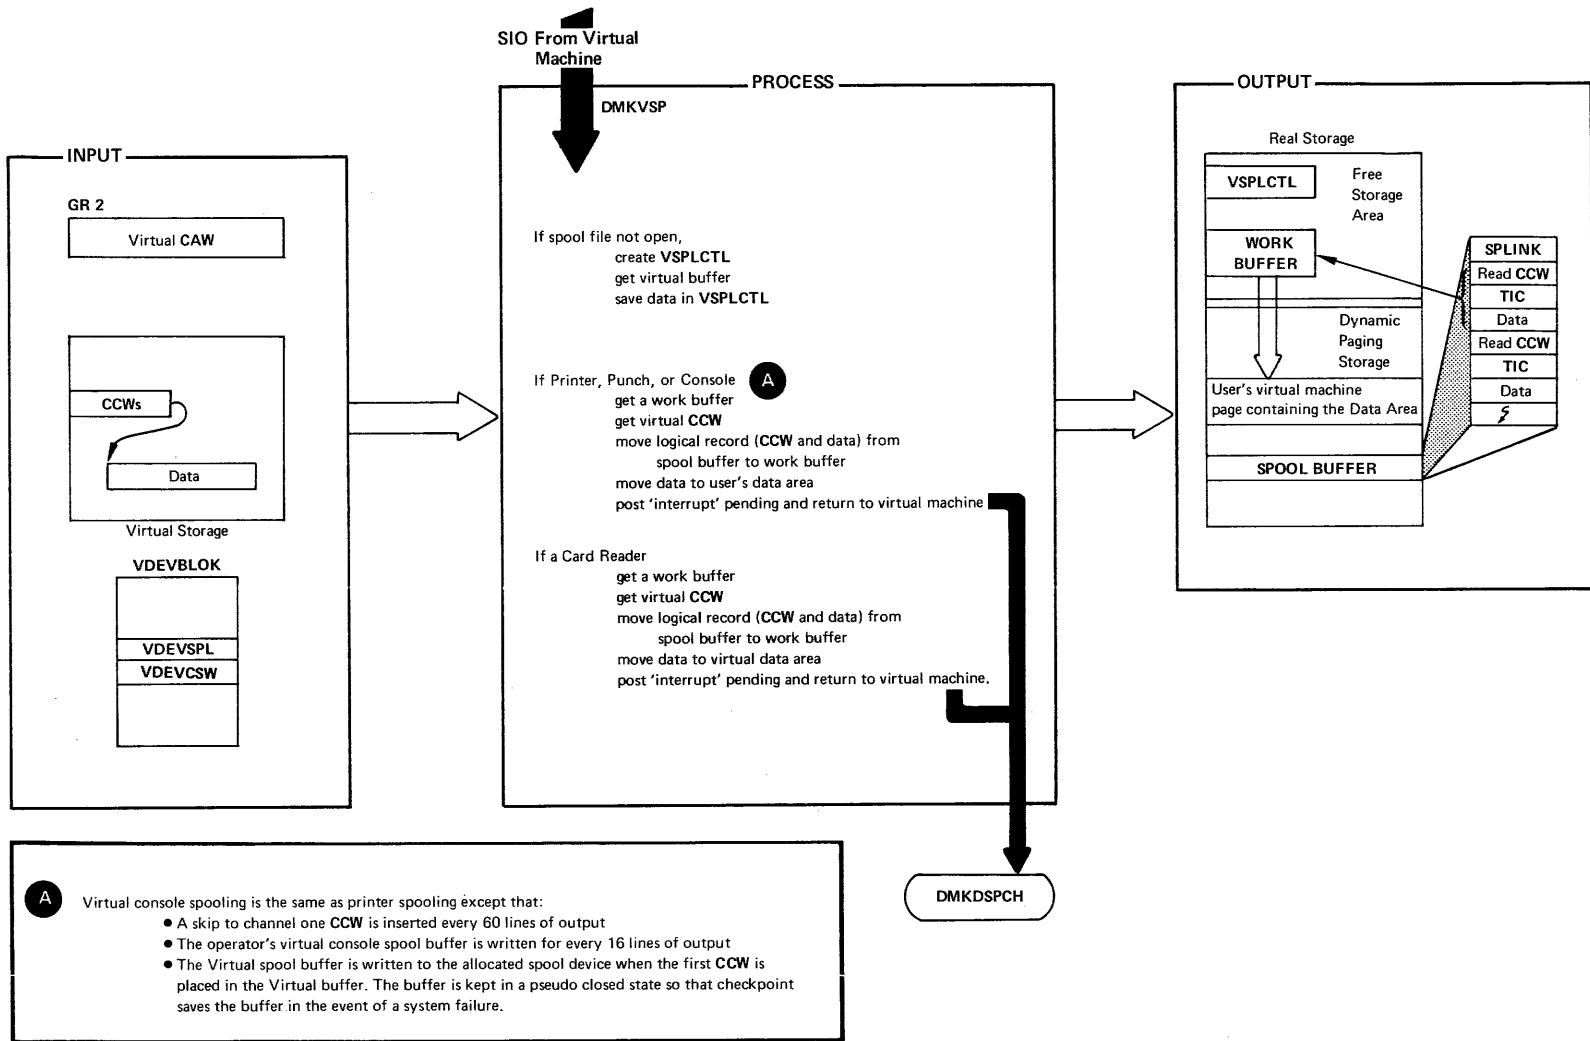 SIO From Virtual
Machine
PROCESS
DMKVSP
INPUT
GR 2
Virtual CAW
CCWs
Data
Virtual Storage
VDEVBLOK
VDEVSPL
VDEVCSW
If spool file not open,
create VSPLCTL
get virtual buffer
save data in VSPLCTL
If Printer, Punch, or Console A
get a work buffer
get virtual CCW
move logical record (CCW and data) from
spool buffer to work buffer
move data to user's data area
post 'interrupt' pending and return to virtual machine
If a Card Reader
get a work buffer
get virtual CCW
move logical record (CCW and data) from
spool buffer to work buffer
move data to virtual data area
post 'interrupt' pending and return to virtual machine.
DMKDSPCH
OUTPUT
Real Storage
VSPLCTL
Free
Storage
Area
WORK
BUFFER
Dynamic
Paging
Storage
User's virtual machine
page containing the Data Area
SPOOL BUFFER
SPLINK
Read CCW
TIC
Data
Read CCW
TIC
Data
A Virtual console spooling is the same as printer spooling except that:
● A skip to channel one CCW is inserted every 60 lines of output
● The operator's virtual console spool buffer is written for every 16 lines of output
● The Virtual spool buffer is written to the allocated spool device when the first CCW is
placed in the Virtual buffer. The buffer is kept in a pseudo closed state so that checkpoint
saves the buffer in the event of a system failure.